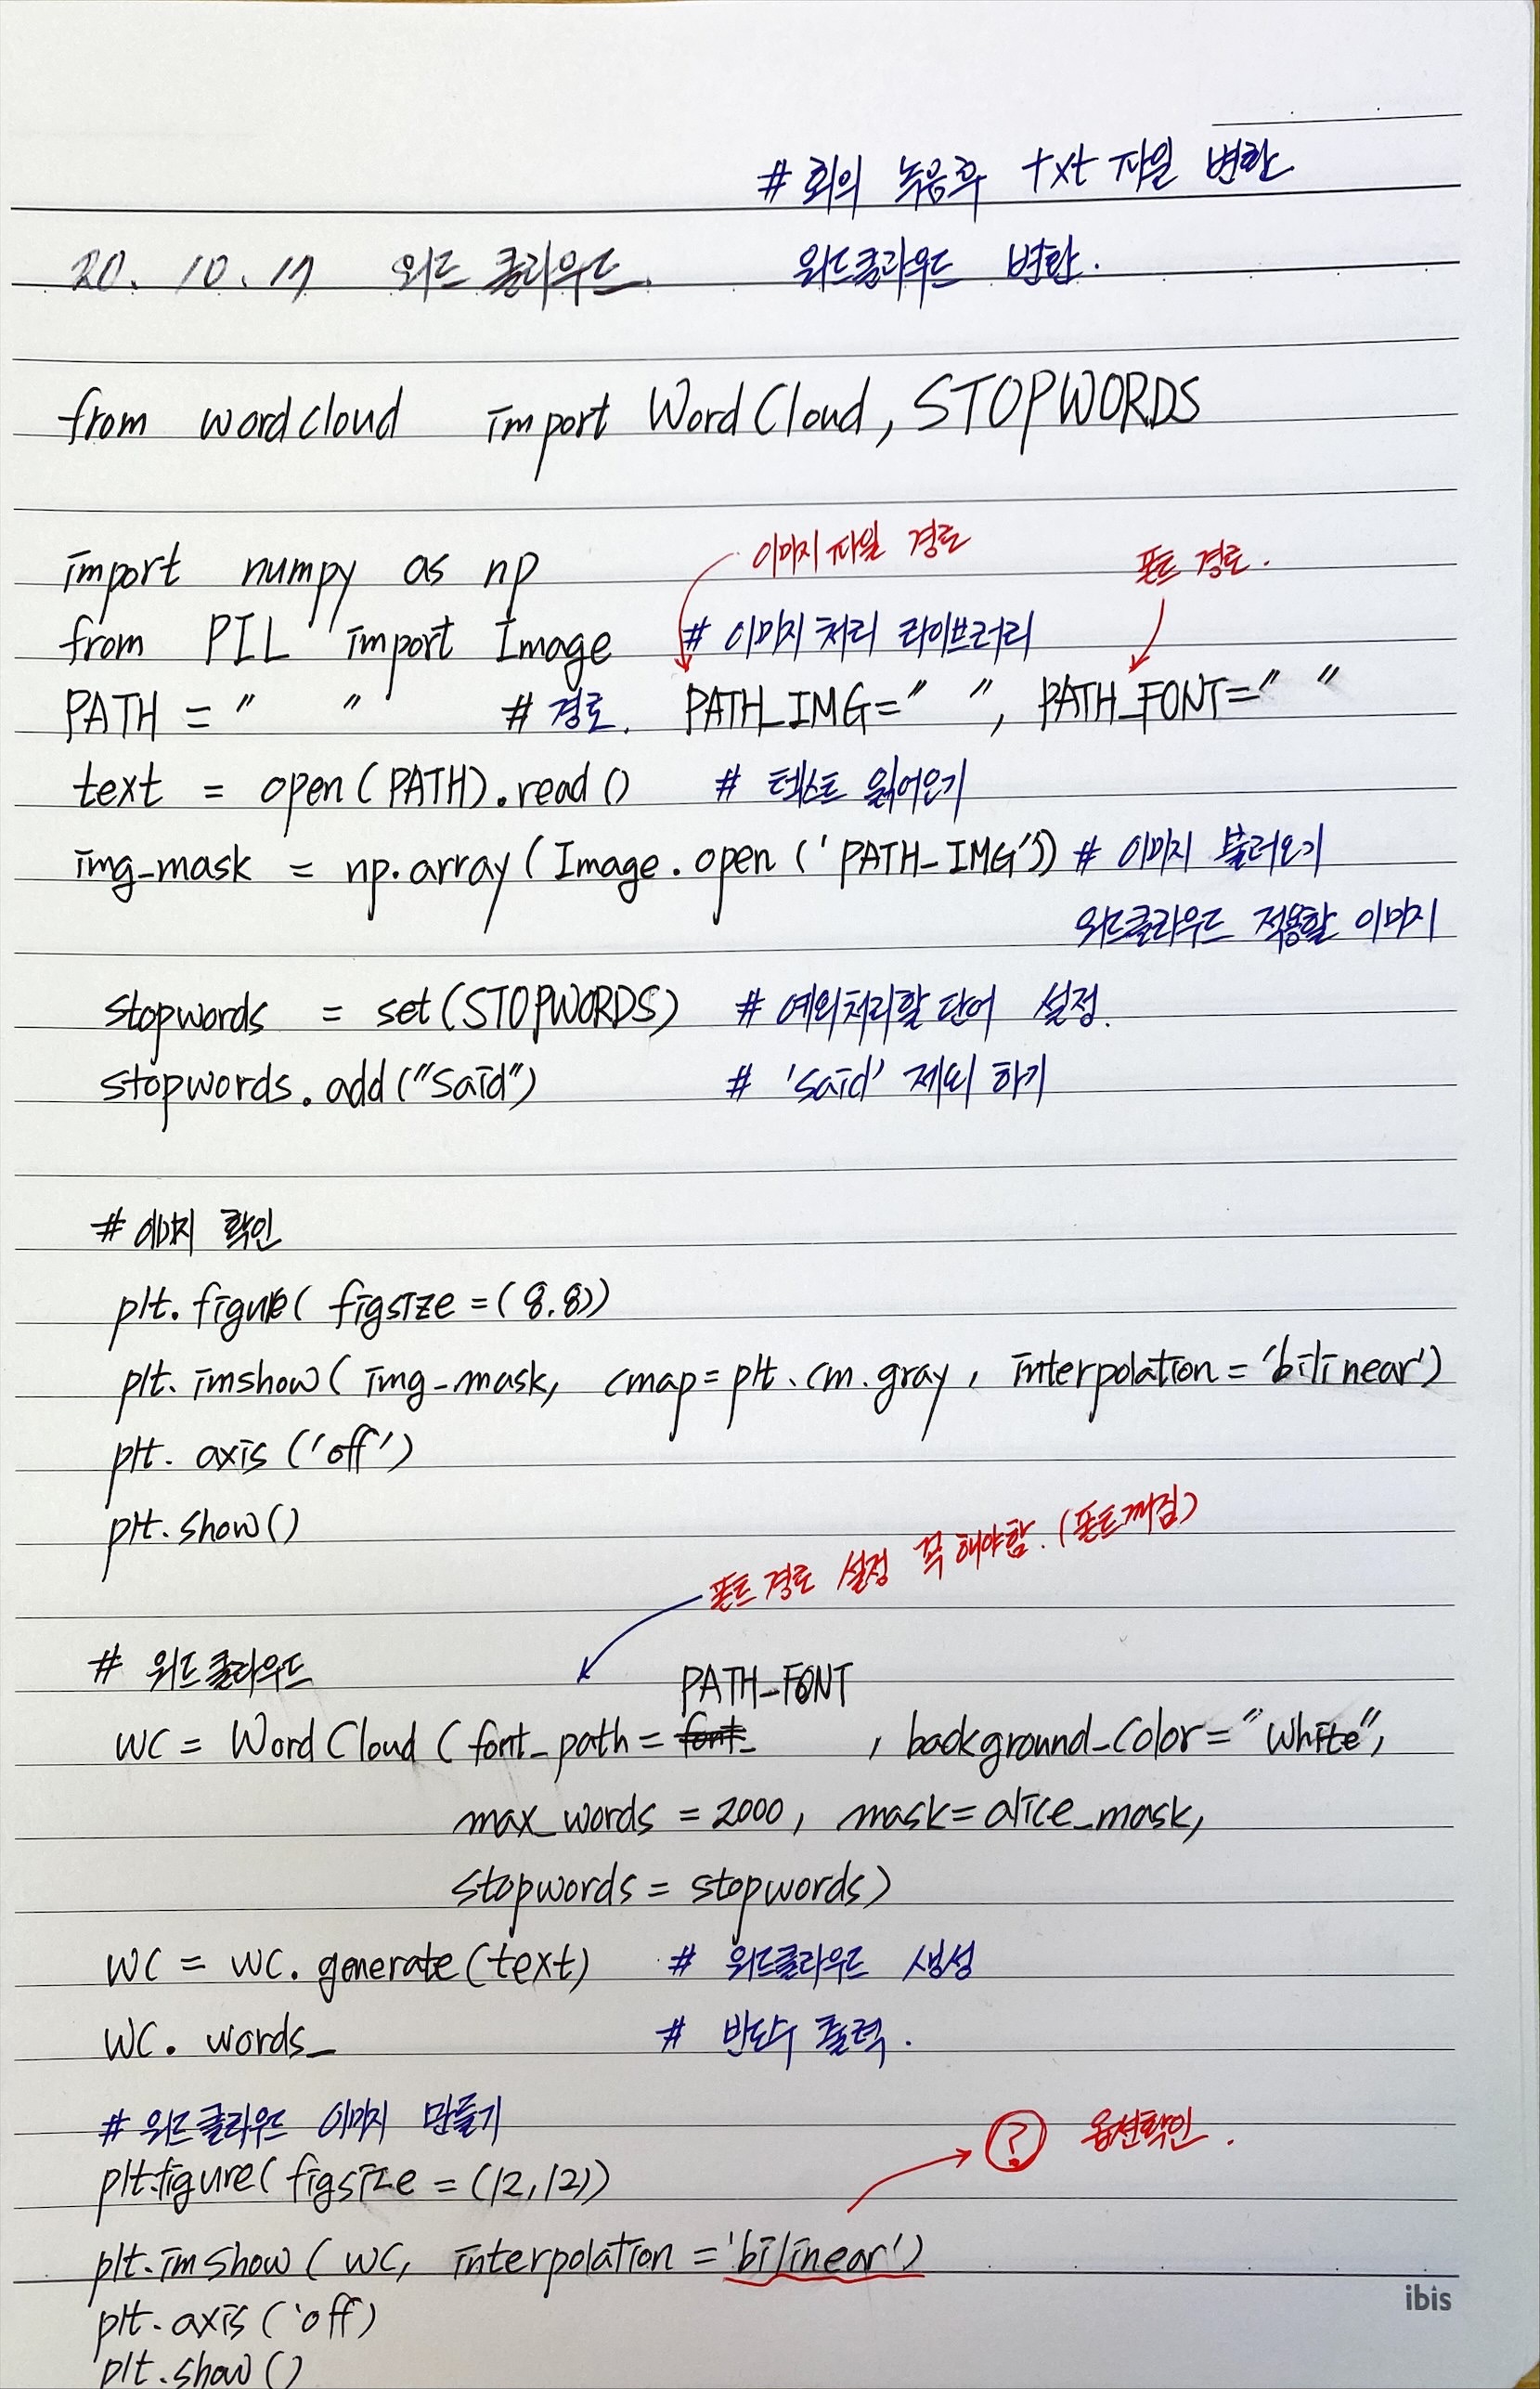 # 회의 녹음후 txt 파일 변환
20. 10. 17 워드 클라우드. 워드클라우드 변환.
from wordcloud import WordCloud, STOPWORDS
이미지파일 경로 폰트 경로.
import numpy as np
from PIL import Image # 이미지 처리 라이브러리
PATH = " " # 경로. PATH_IMG=" ", PATH_FONT=" "
text = open(PATH).read() # 텍스트 읽어오기
img_mask = np.array(Image.open('PATH_IMG')) # 이미지 불러오기
워드클라우드 적용할 이미지
stopwords = set(STOPWORDS) # 예외처리할 단어 설정.
stopwords.add("said") # 'said' 제외 하기
# 이미지 확인
plt.figure(figsize=(8.8))
plt.imshow(img_mask, cmap=plt.cm.gray, interpolation='bilinear')
plt.axis('off')
plt.show()
폰트 경로 설정 꼭 해야함. (폰트깨짐)
# 워드클라우드
PATH_FONT
WC = WordCloud(font_path= , background_color="white",
max_words = 2000, mask=alice_mask,
stopwords = stopwords)
WC = WC.generate(text) # 워드클라우드 생성
WC.words_ # 출력.
# 워드클라우드 이미지 만들기
? 옵션확인.
plt.figure(figsize=(12,12))
plt.imshow(WC, interpolation='bilinear')
plt.axis('off)
plt.show()
ibis